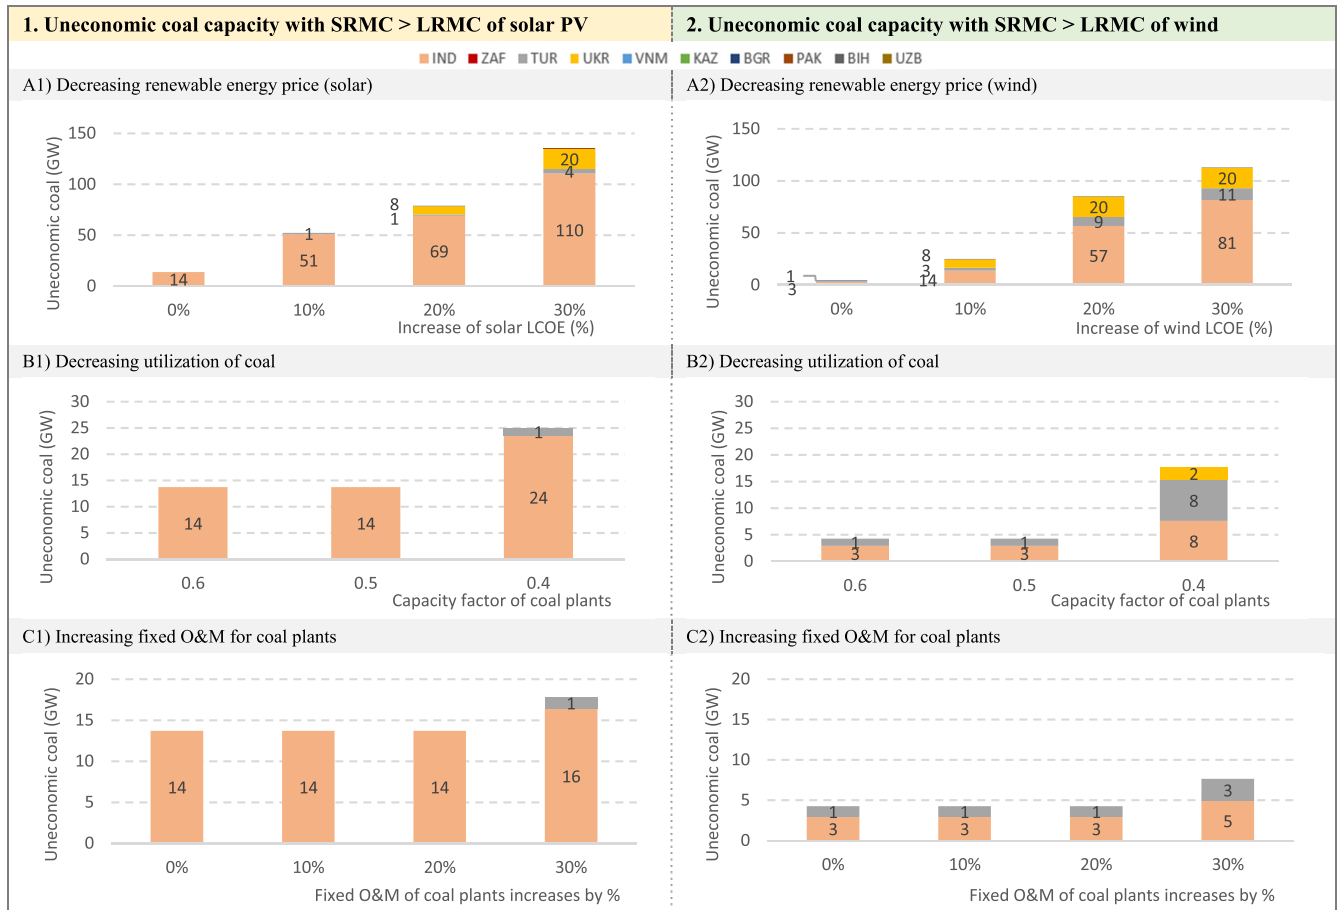 1. Uneconomic coal capacity with SRMC > LRMC of solar PV
2. Uneconomic coal capacity with SRMC > LRMC of wind
IND ZAF TUR UKR VNM KAZ BGR PAK BIH UZB
A1) Decreasing renewable energy price (solar)
Uneconomic coal (GW)
150
100
50
0
14
1
51
8
1
69
20
4
110
0% 10% 20% 30%
Increase of solar LCOE (%)
A2) Decreasing renewable energy price (wind)
Uneconomic coal (GW)
150
100
50
0
1
3
8
3
14
20
9
57
20
11
81
0% 10% 20% 30%
Increase of wind LCOE (%)
B1) Decreasing utilization of coal
Uneconomic coal (GW)
30
25
20
15
10
5
0
14
14
1
24
0.6 0.5 0.4
Capacity factor of coal plants
B2) Decreasing utilization of coal
Uneconomic coal (GW)
30
25
20
15
10
5
0
1
3
1
3
2
8
8
0.6 0.5 0.4
Capacity factor of coal plants
C1) Increasing fixed O&M for coal plants
Uneconomic coal (GW)
20
15
10
5
0
14
14
14
1
16
0% 10% 20% 30%
Fixed O&M of coal plants increases by %
C2) Increasing fixed O&M for coal plants
Uneconomic coal (GW)
20
15
10
5
0
1
3
1
3
1
3
3
5
0% 10% 20% 30%
Fixed O&M of coal plants increases by %